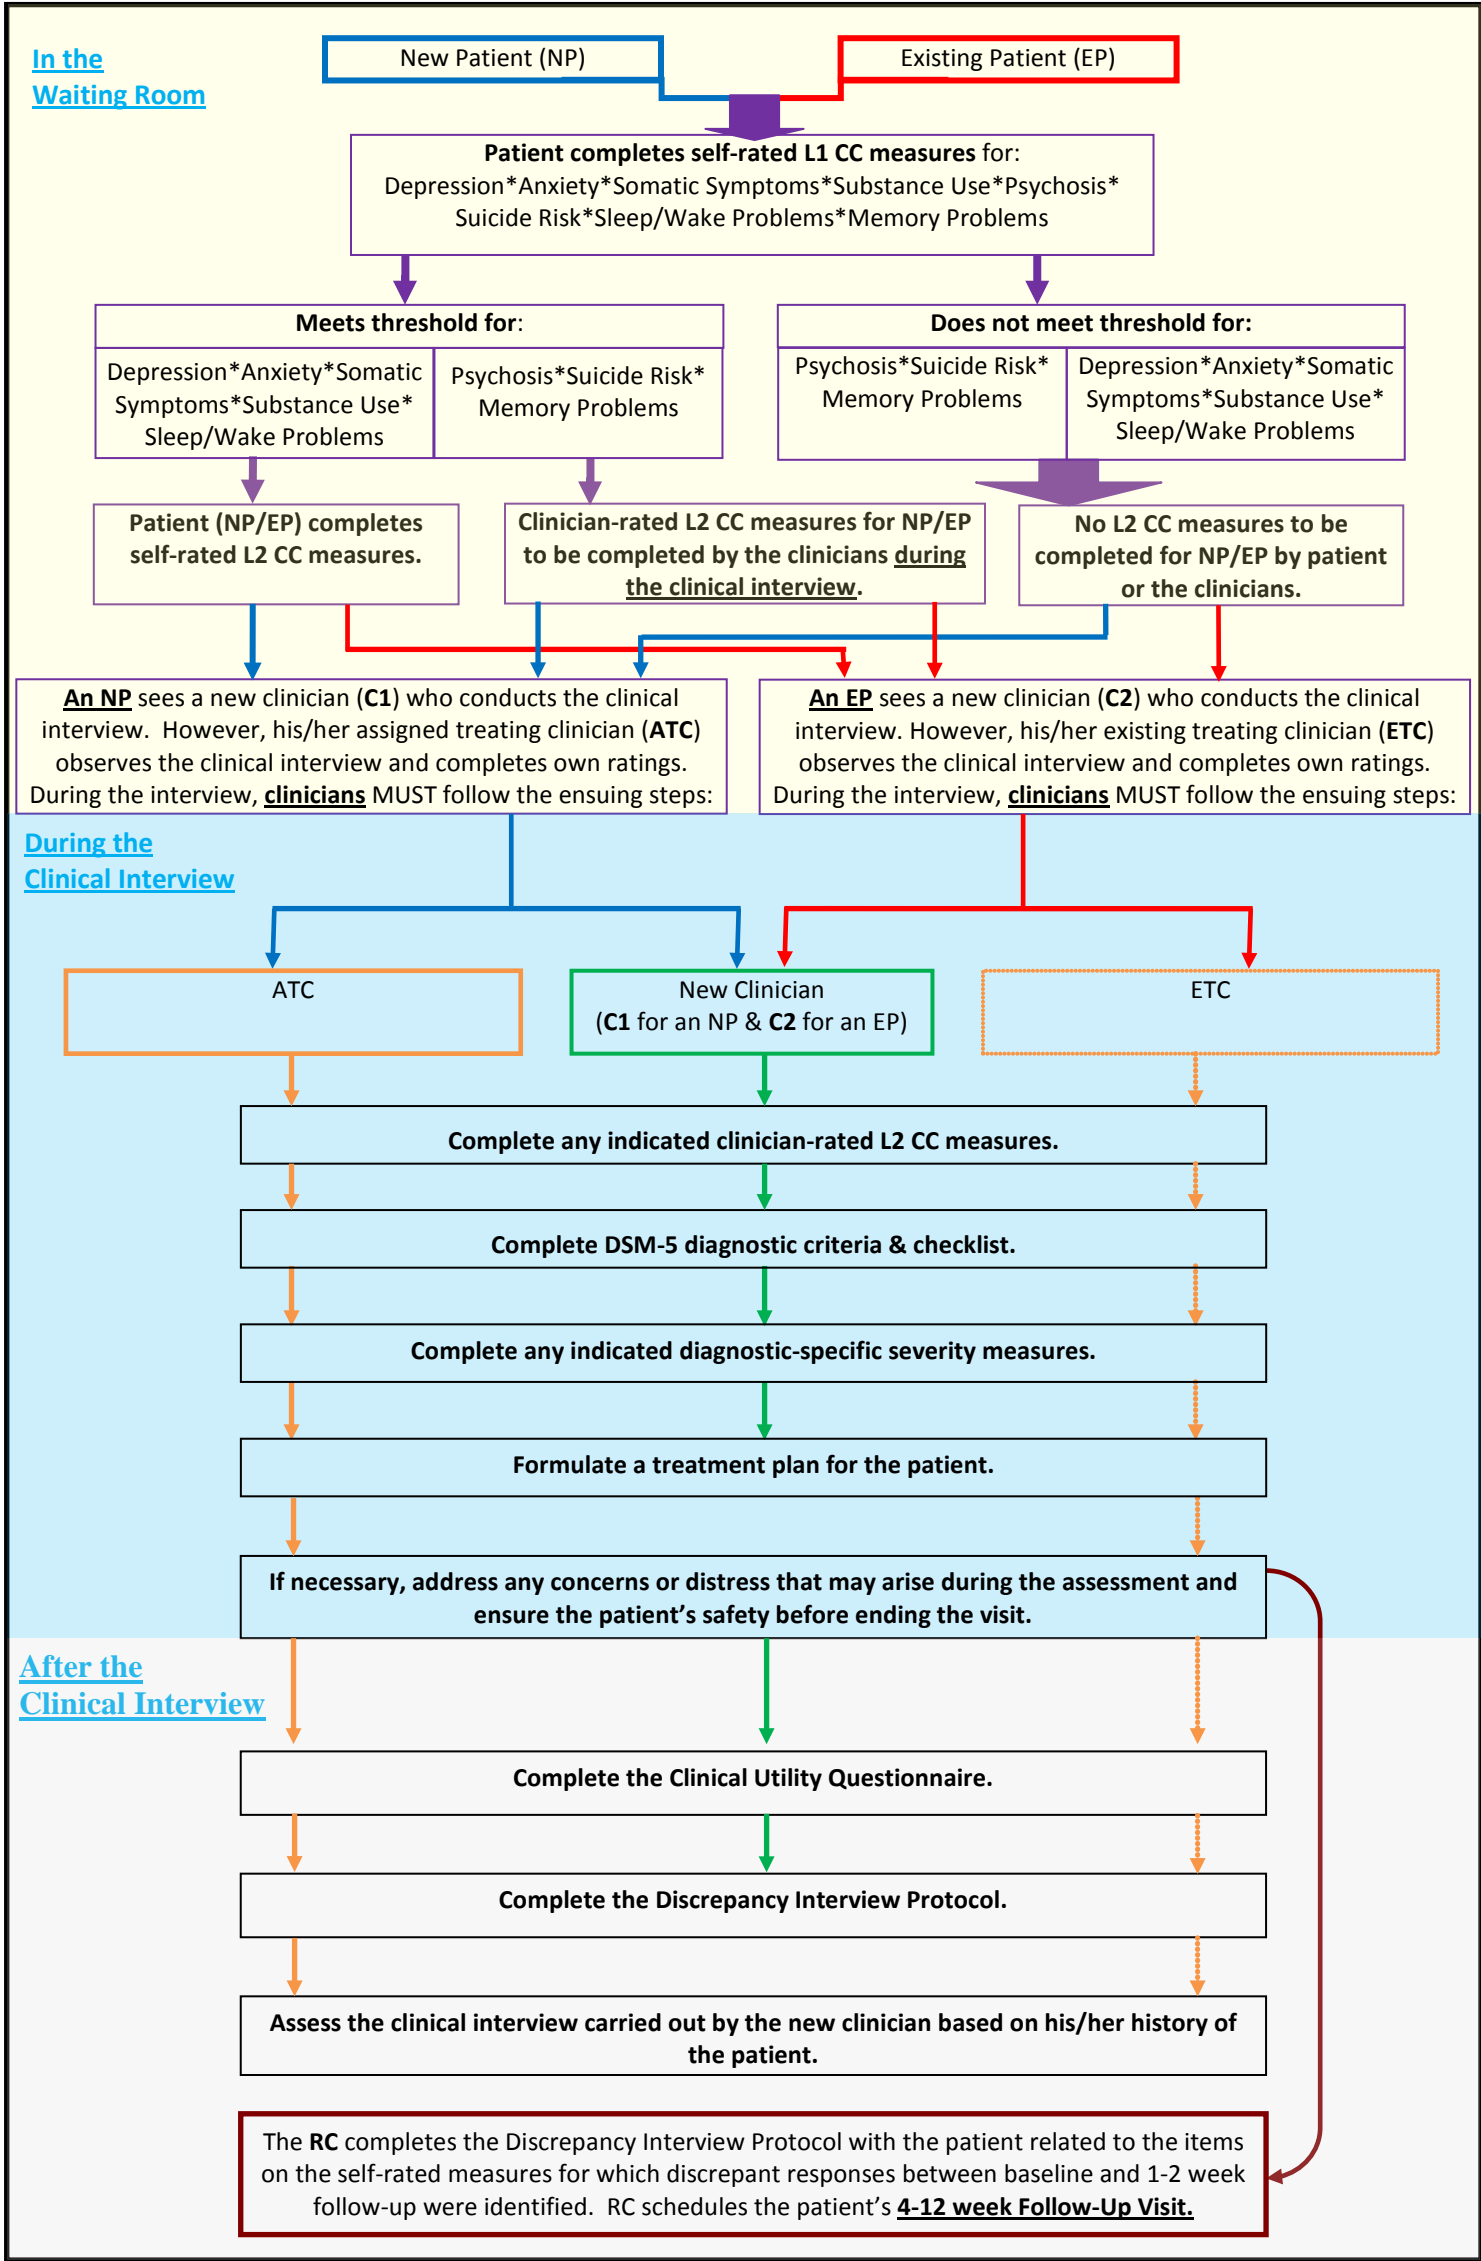 In the
Waiting Room
New Patient (NP)
Existing Patient (EP)
Patient completes self-rated L1 CC measures for:
Depression*Anxiety*Somatic Symptoms*Substance Use*Psychosis*
Suicide Risk*Sleep/Wake Problems*Memory Problems
Meets threshold for:
Depression*Anxiety*Somatic
Symptoms*Substance Use*
Sleep/Wake Problems
Psychosis*Suicide Risk*
Memory Problems
Does not meet threshold for:
Psychosis*Suicide Risk*
Memory Problems
Depression*Anxiety*Somatic
Symptoms*Substance Use*
Sleep/Wake Problems
Patient (NP/EP) completes
self-rated L2 CC measures.
Clinician-rated L2 CC measures for NP/EP
to be completed by the clinicians during
the clinical interview.
No L2 CC measures to be
completed for NP/EP by patient
or the clinicians.
An NP sees a new clinician (C1) who conducts the clinical
interview. However, his/her assigned treating clinician (ATC)
observes the clinical interview and completes own ratings.
During the interview, clinicians MUST follow the ensuing steps:
An EP sees a new clinician (C2) who conducts the clinical
interview. However, his/her existing treating clinician (ETC)
observes the clinical interview and completes own ratings.
During the interview, clinicians MUST follow the ensuing steps:
During the
Clinical Interview
ATC
New Clinician
(C1 for an NP & C2 for an EP)
ETC
Complete any indicated clinician-rated L2 CC measures.
Complete DSM-5 diagnostic criteria & checklist.
Complete any indicated diagnostic-specific severity measures.
Formulate a treatment plan for the patient.
If necessary, address any concerns or distress that may arise during the assessment and
ensure the patient's safety before ending the visit.
After the
Clinical Interview
Complete the Clinical Utility Questionnaire.
Complete the Discrepancy Interview Protocol.
Assess the clinical interview carried out by the new clinician based on his/her history of
the patient.
The RC completes the Discrepancy Interview Protocol with the patient related to the items
on the self-rated measures for which discrepant responses between baseline and 1-2 week
follow-up were identified. RC schedules the patient's 4-12 week Follow-Up Visit.